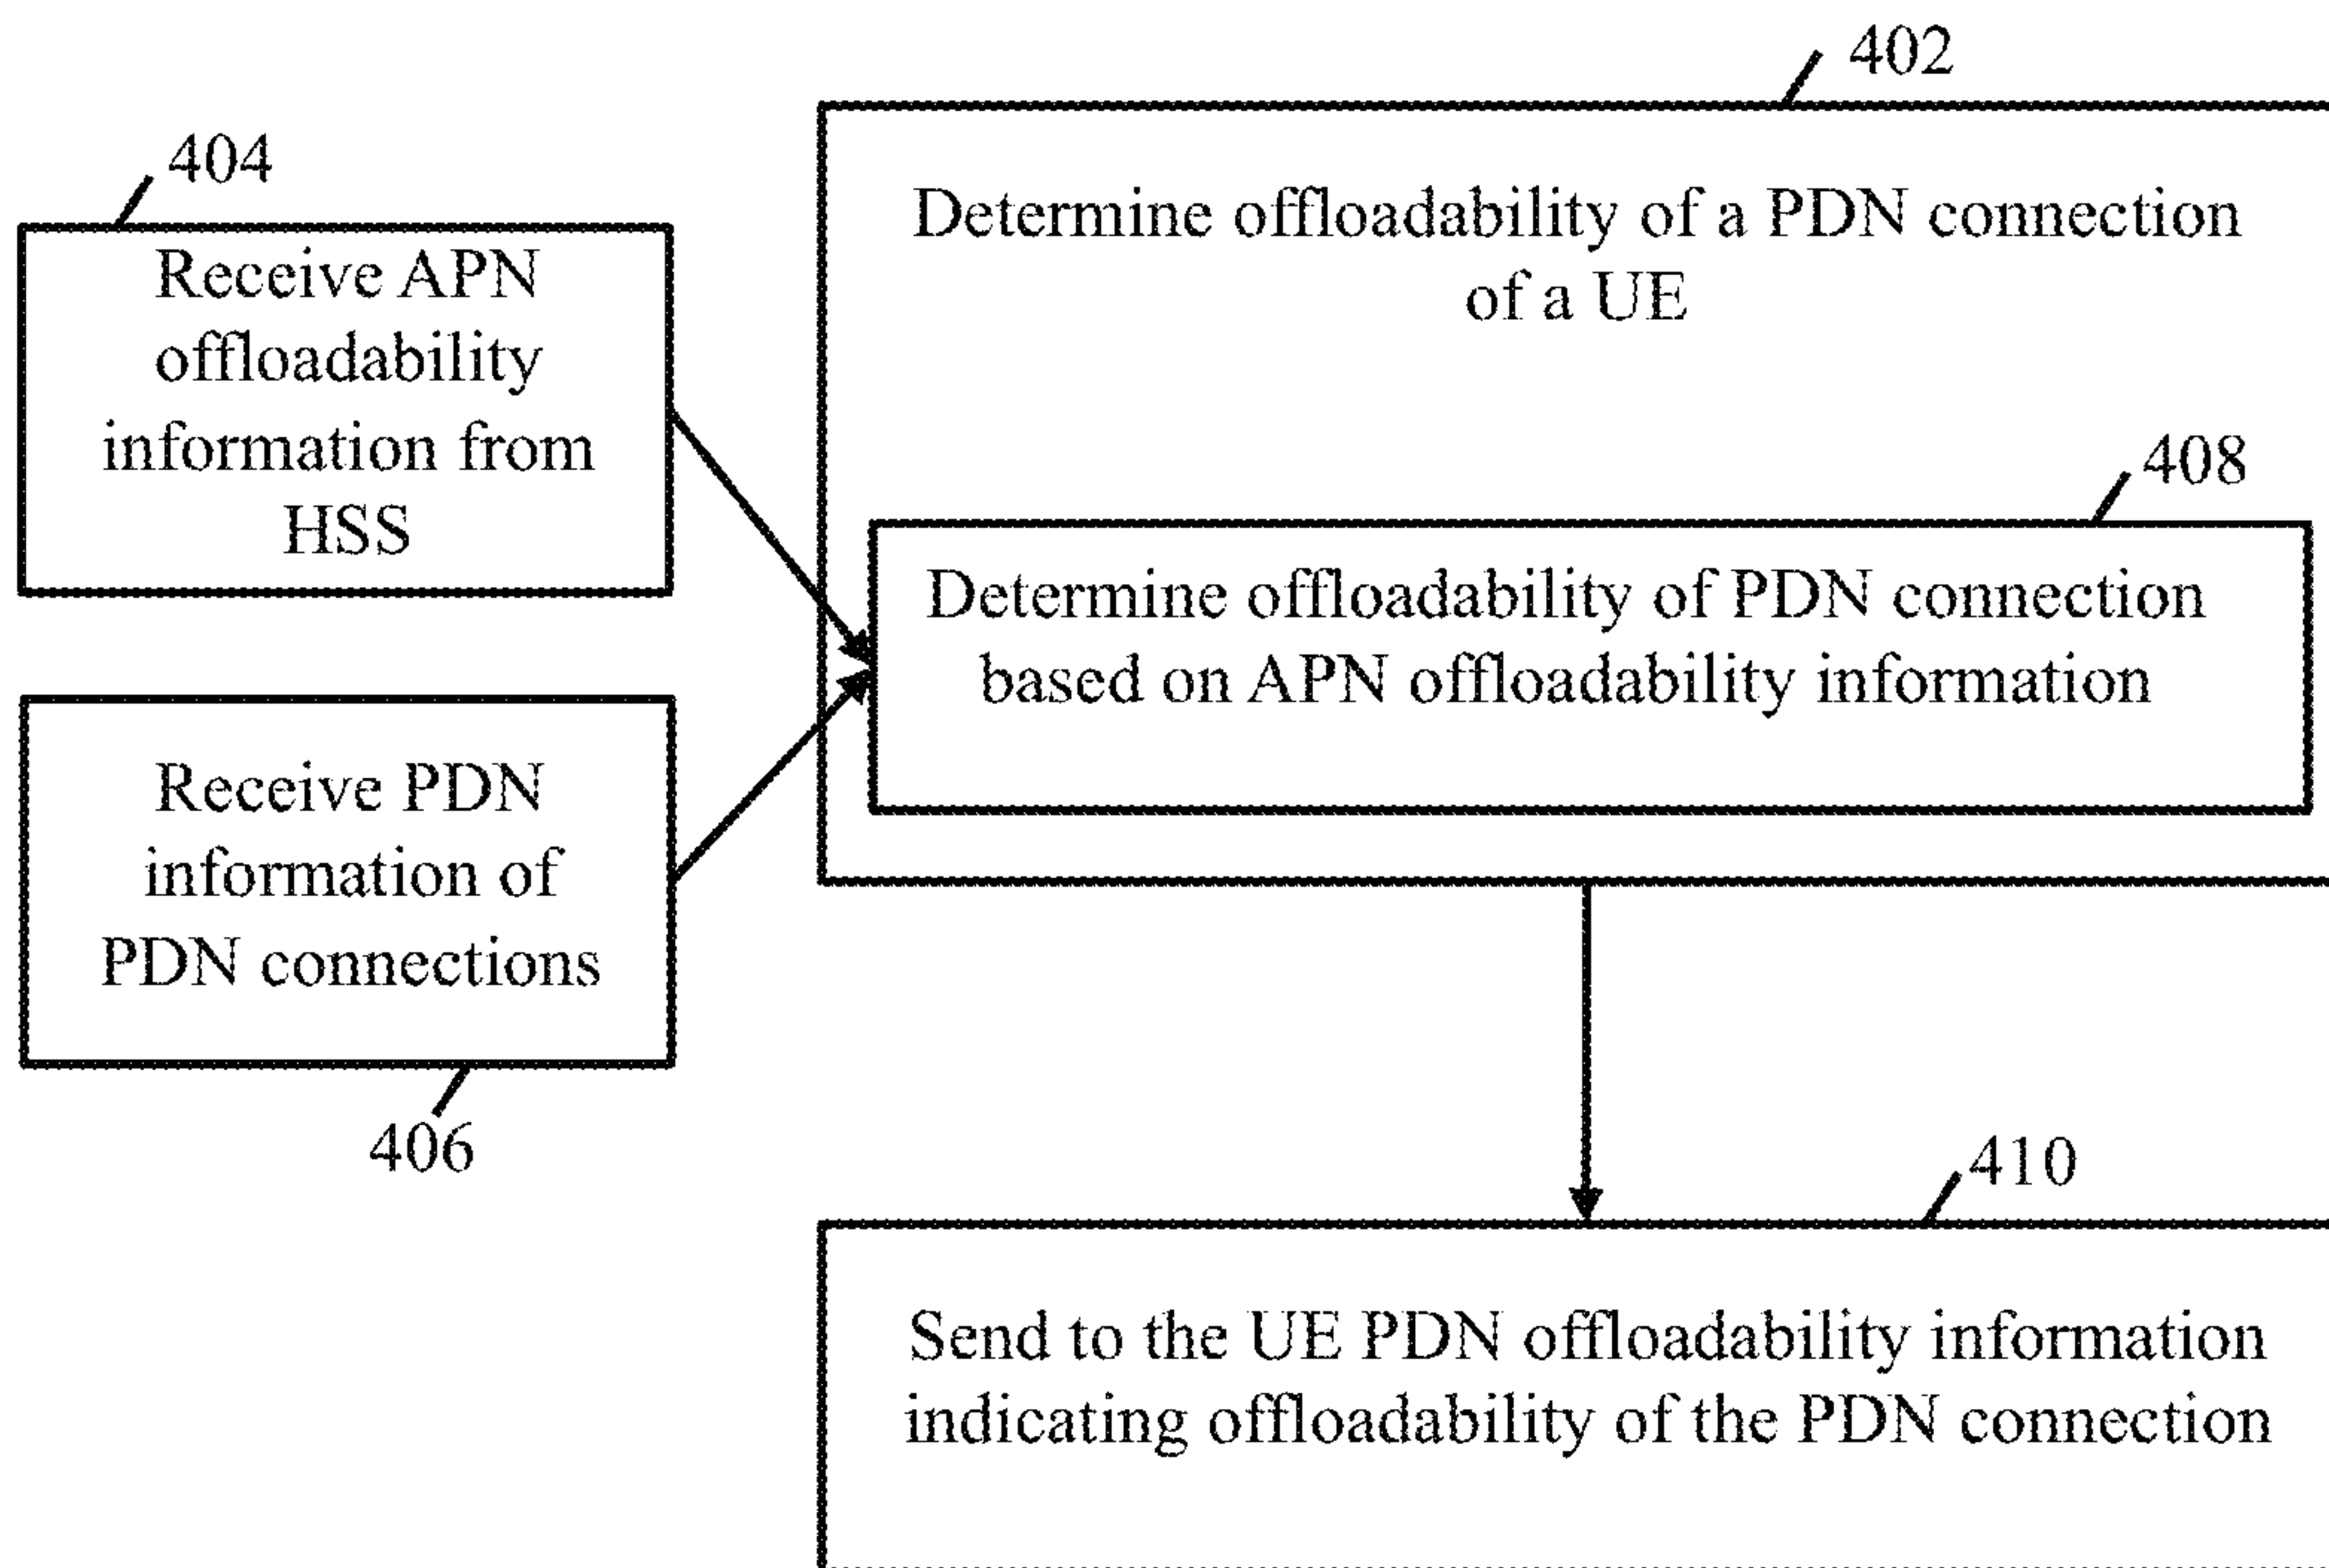 402
404
Determine offloadability of a PDN connection
of a UE
Receive APN
offloadability
information from
HSS
408
Determine offloadability of PDN connection
based on APN offloadability information
Receive PDN
information of
PDN connections
406
410
Send to the UE PDN offloadability information
indicating offloadability of the PDN connection